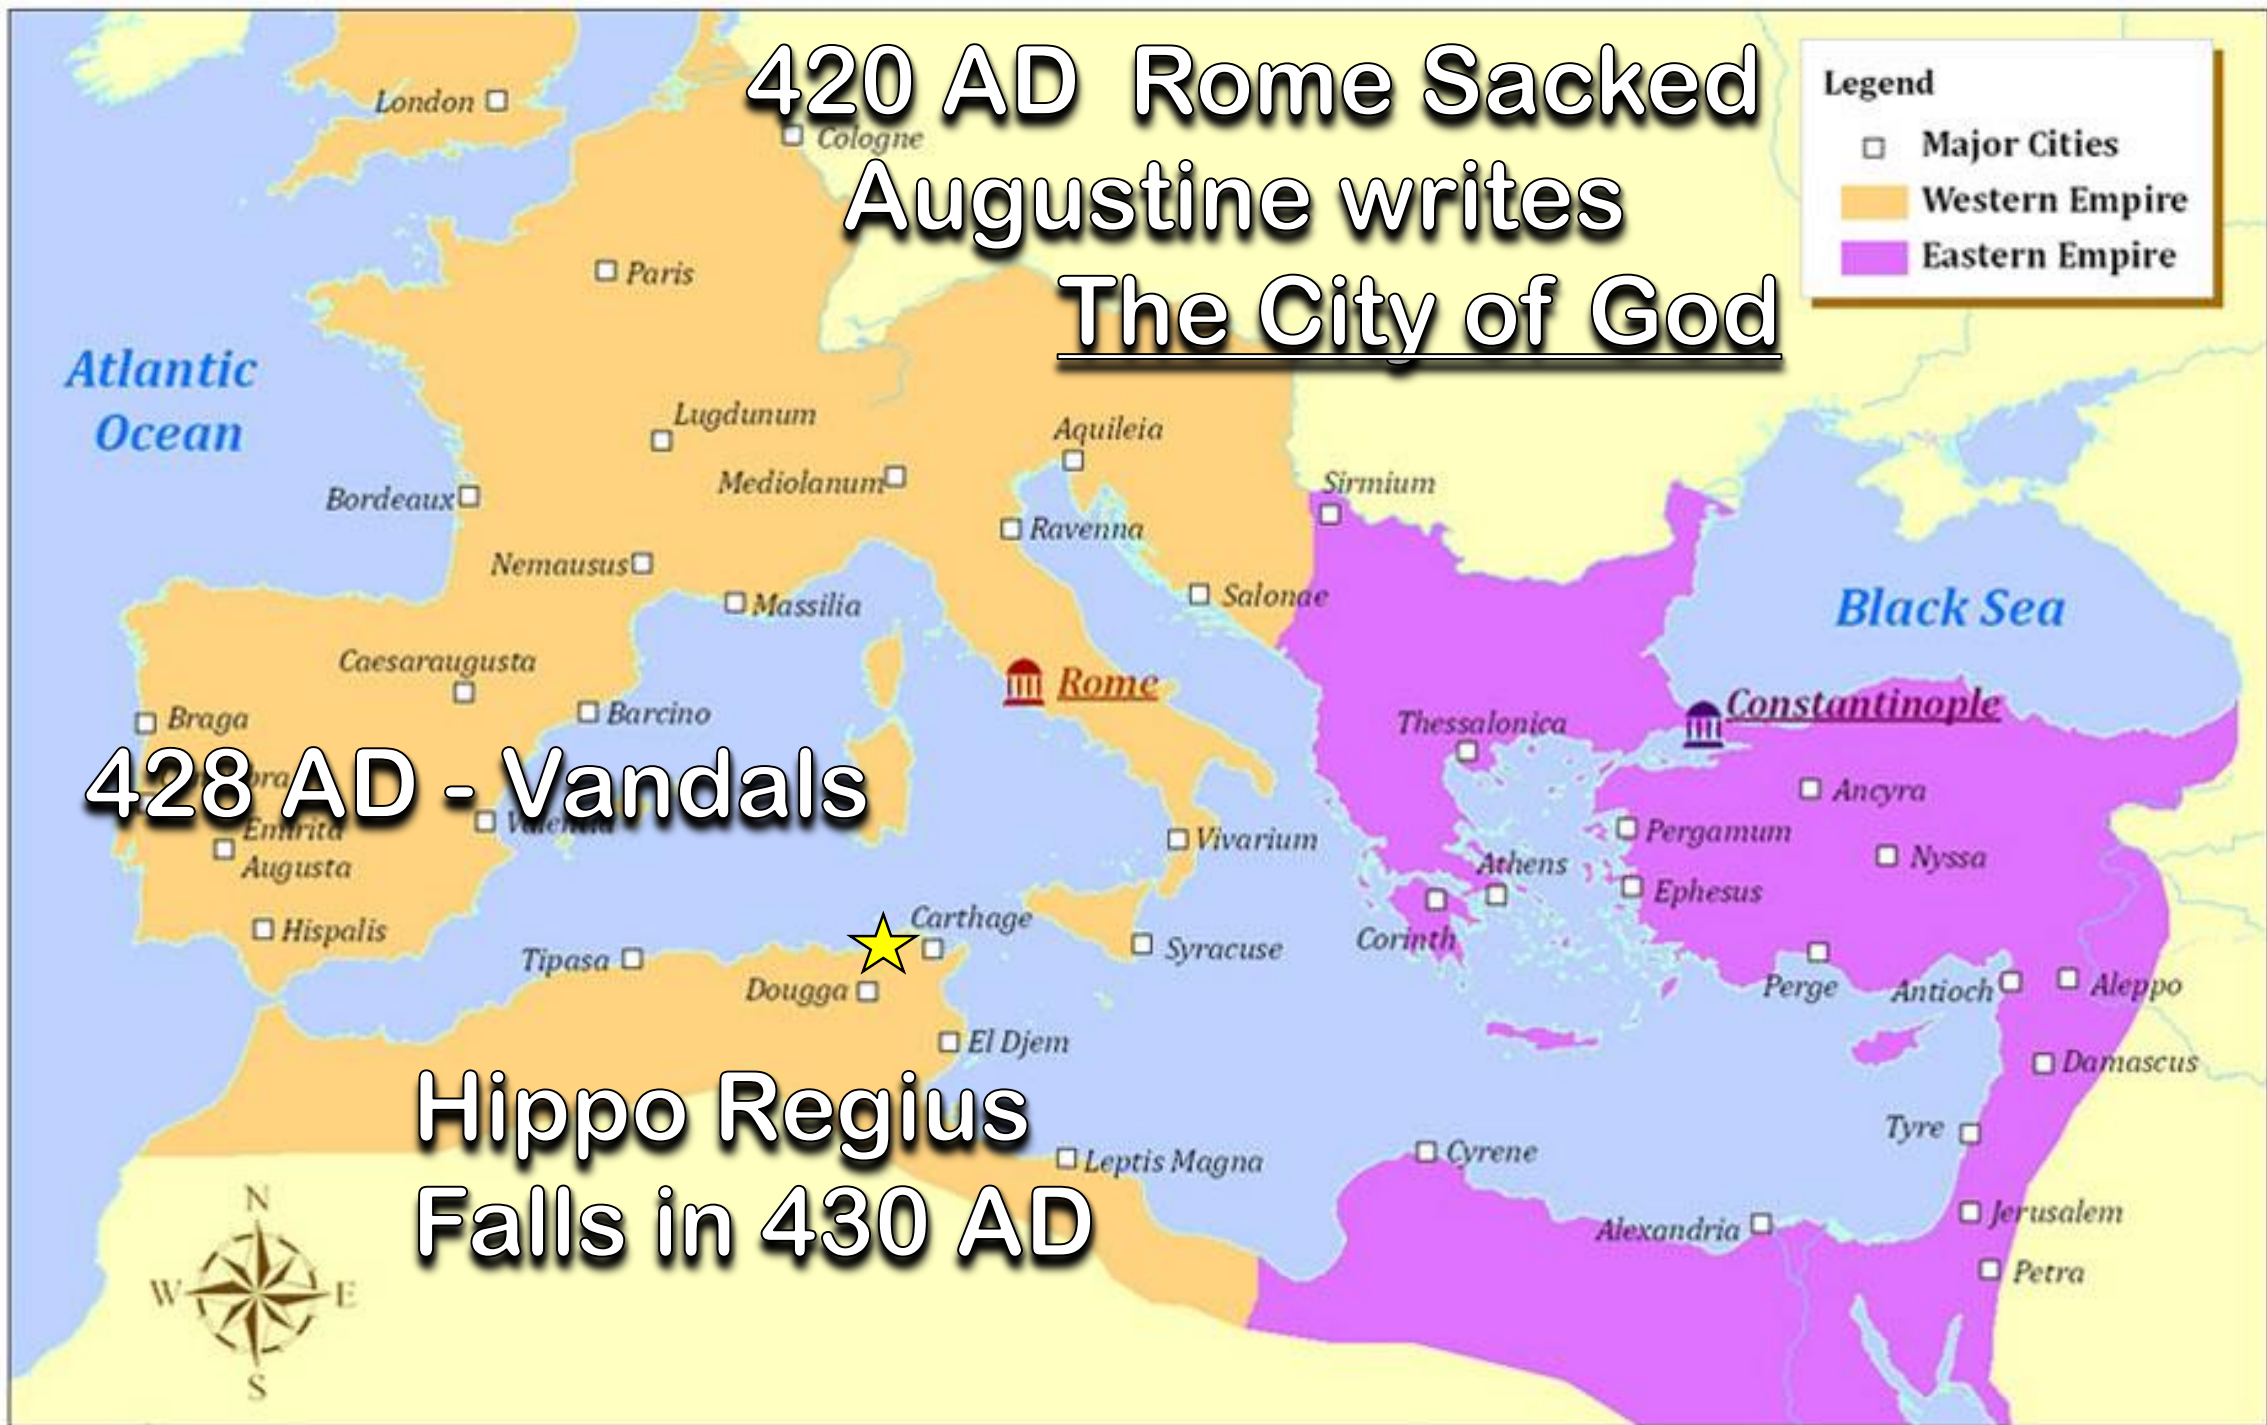 420 AD Rome Sacked
Augustine writes
The City of God
Legend
Major Cities
Western Empire
Eastern Empire
London
Cologne
Paris
Atlantic
Ocean
Lugdunum
Aquileia
Mediolanum
Sirmium
Bordeaux
Ravenna
Nemausus
Massilia
Salonae
Black Sea
Caesaraugusta
Rome
Braga
Barcino
Thessalonica
Constantinople
428 AD - Vandals
Emirita
Augusta
Valencia
Ancyra
Pergamum
Vivarium
Nyssa
Athens
Ephesus
Carthage
Hispalis
Corinth
Syracuse
Tipasa
Dougga
Perge
Antioch
Aleppo
El Djem
Damascus
Hippo Regius
Falls in 430 AD
Tyre
Leptis Magna
Cyrene
Jerusalem
Alexandria
Petra
N
W
E
S